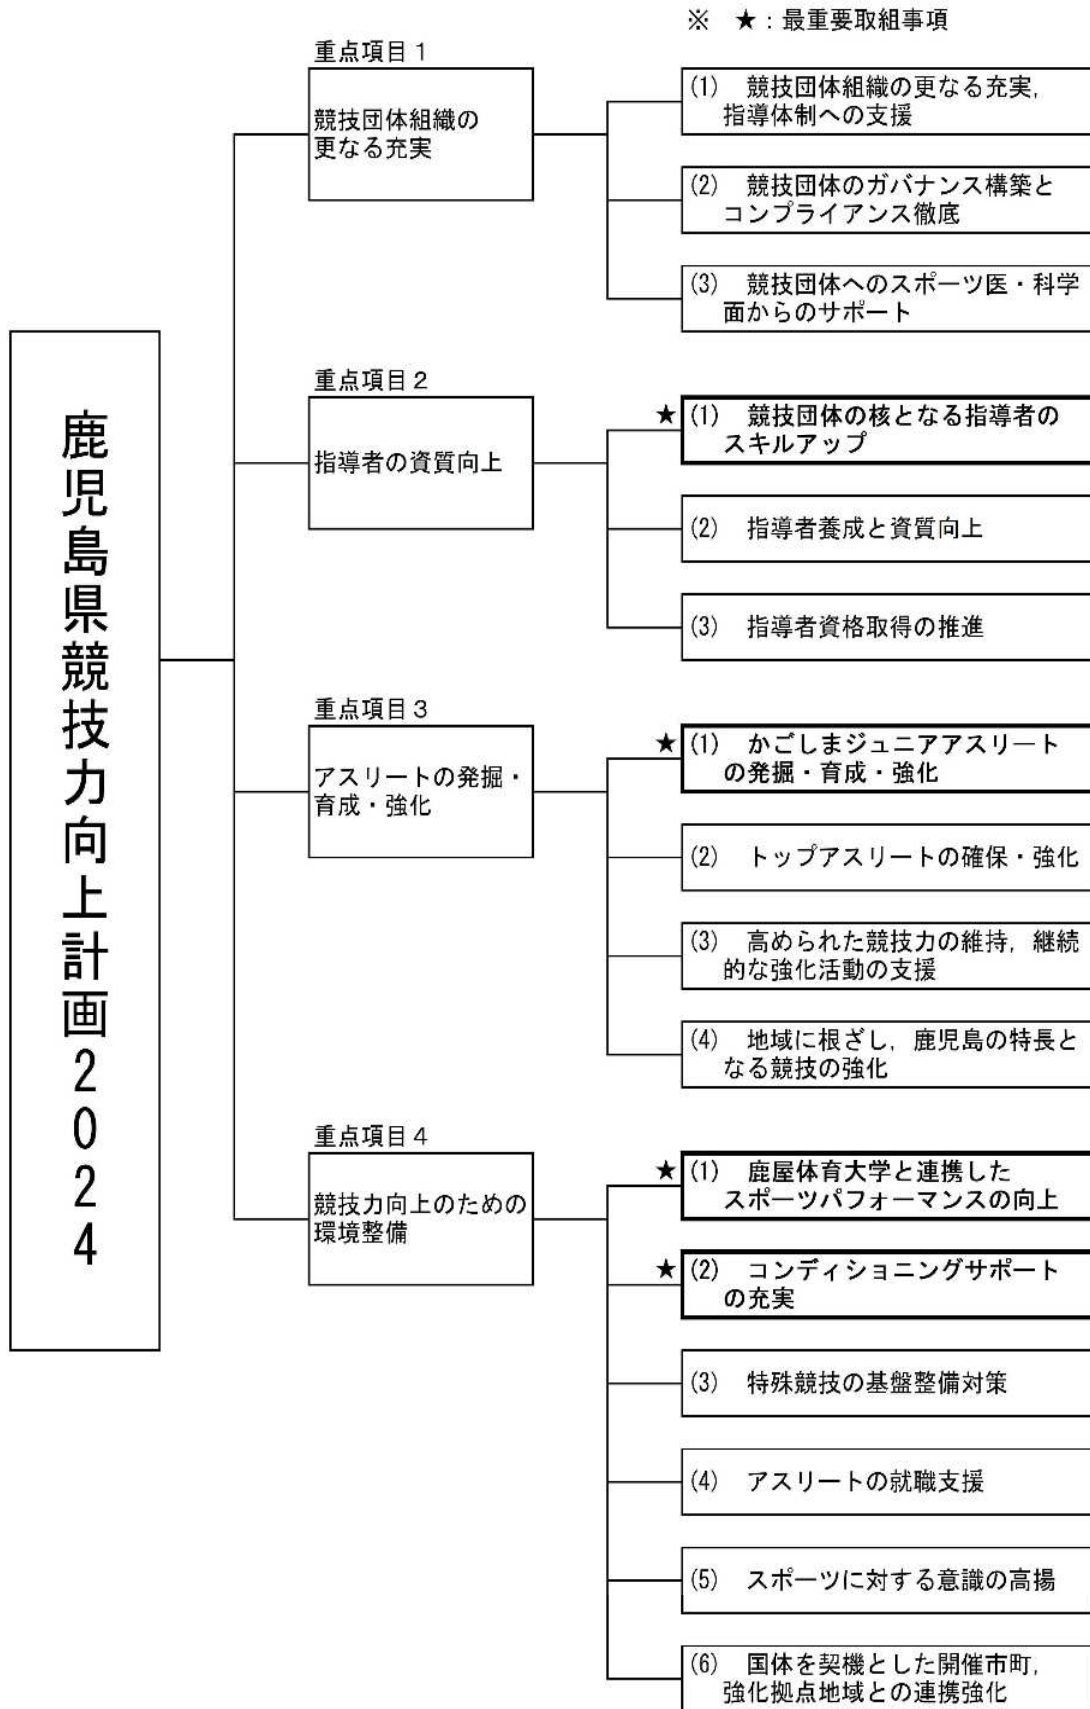 ※ ★：最重要取組事項
鹿児島県競技力向上計画２０２４
重点項目１
競技団体組織の
更なる充実
(1) 競技団体組織の更なる充実，
指導体制への支援
(2) 競技団体のガバナンス構築と
コンプライアンス徹底
(3) 競技団体へのスポーツ医・科学
面からのサポート
重点項目２
指導者の資質向上
★ (1) 競技団体の核となる指導者の
スキルアップ
(2) 指導者養成と資質向上
(3) 指導者資格取得の推進
重点項目３
アスリートの発掘・
育成・強化
★ (1) かごしまジュニアアスリート
の発掘・育成・強化
(2) トップアスリートの確保・強化
(3) 高められた競技力の維持，継続
的な強化活動の支援
(4) 地域に根ざし，鹿児島の特長と
なる競技の強化
重点項目４
競技力向上のための
環境整備
★ (1) 鹿屋体育大学と連携した
スポーツパフォーマンスの向上
★ (2) コンディショニングサポート
の充実
(3) 特殊競技の基盤整備対策
(4) アスリートの就職支援
(5) スポーツに対する意識の高揚
(6) 国体を契機とした開催市町，
強化拠点地域との連携強化